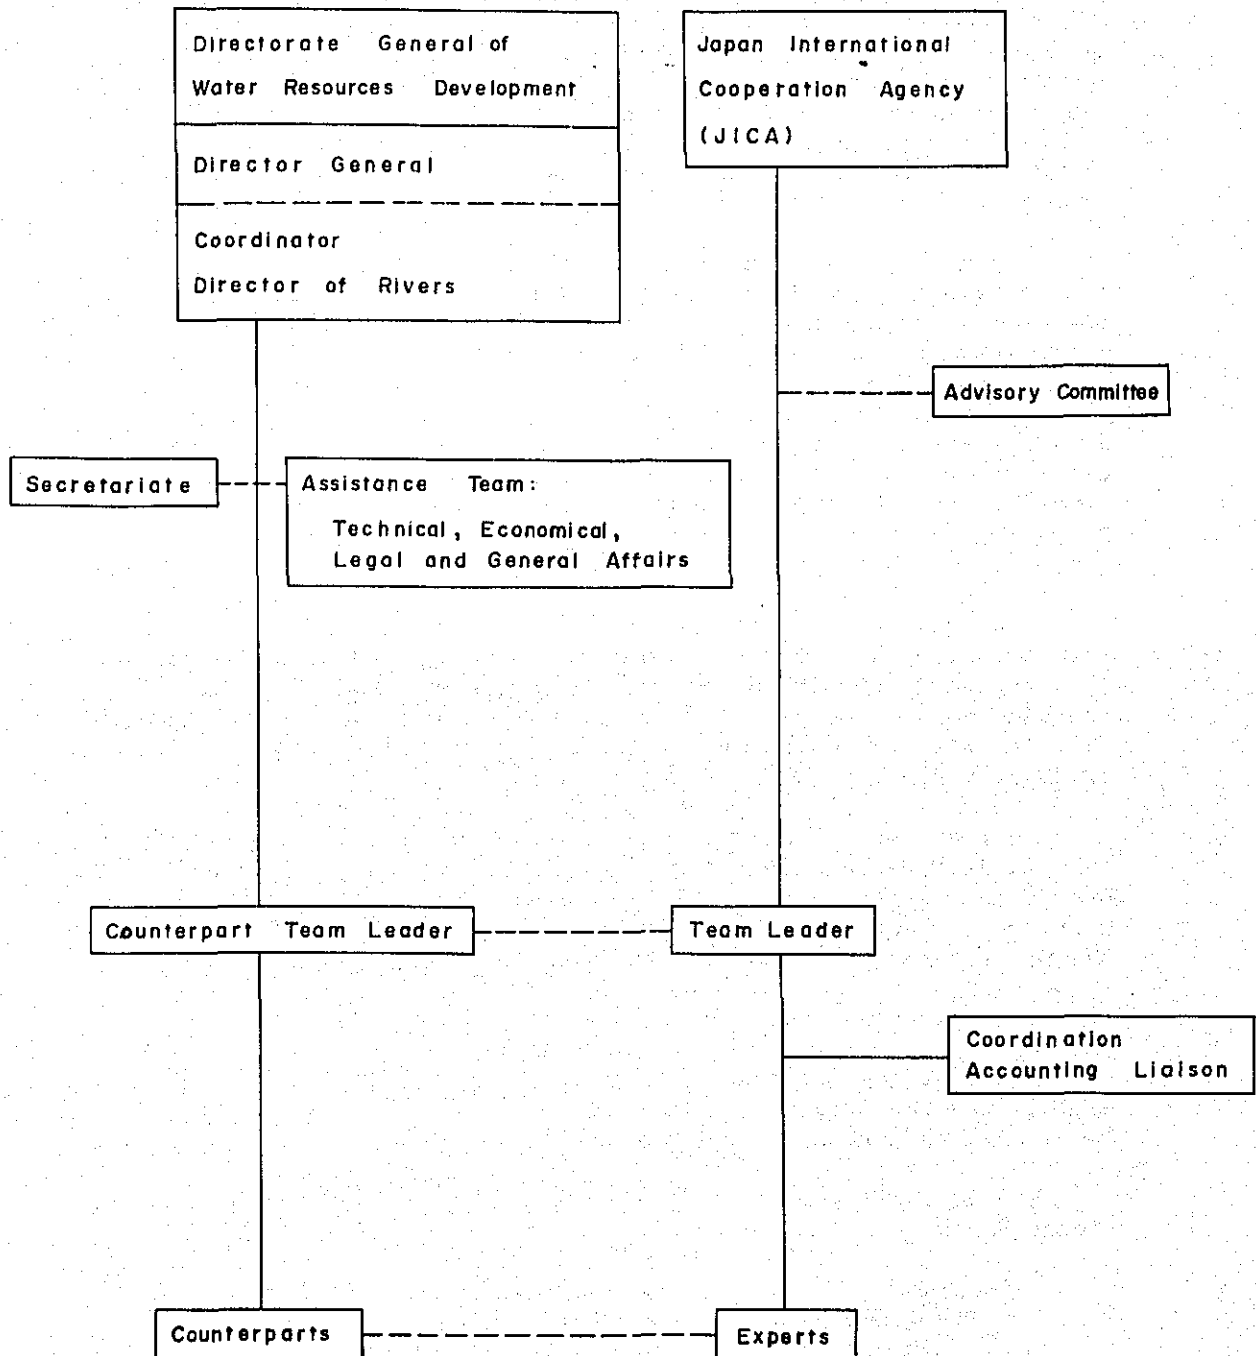 Directorate General of
Water Resources Development
Director General
Coordinator
Director of Rivers
Japan International
Cooperation Agency
(JICA)
Advisory Committee
Secretariate
Assistance Team:
Technical, Economical,
Legal and General Affairs
Counterpart Team Leader
Team Leader
Coordination
Accounting Liaison
Counterparts
Experts